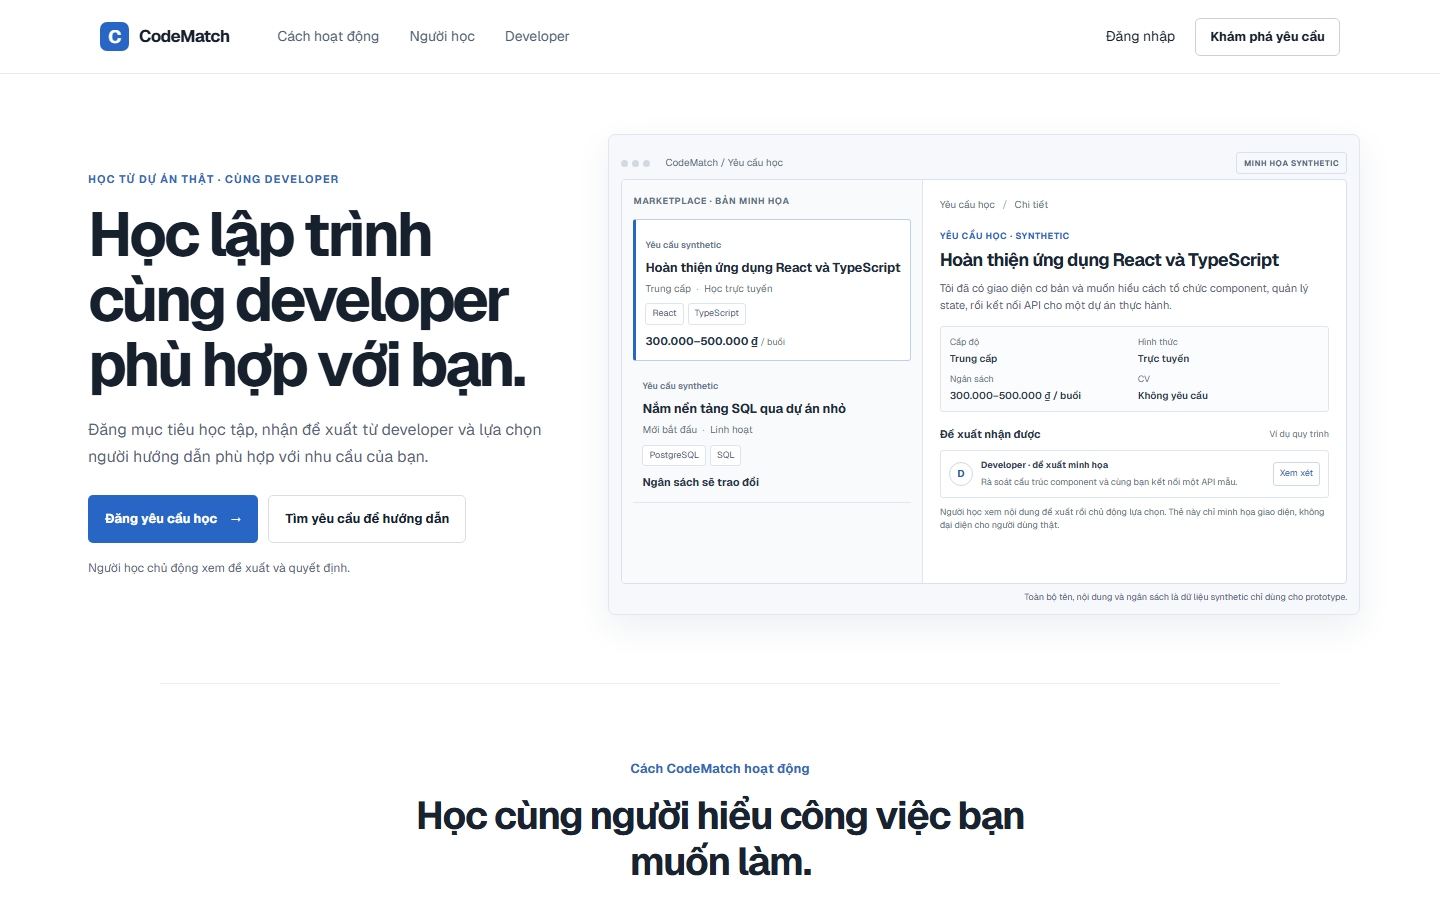 C CodeMatch Cách hoạt động Người học Developer Đăng nhập Khám phá yêu cầu
HỌC TỪ DỰ ÁN THẬT · CÙNG DEVELOPER
Học lập trình
cùng developer
phù hợp với bạn.
Đăng mục tiêu học tập, nhận đề xuất từ developer và lựa chọn
người hướng dẫn phù hợp với nhu cầu của bạn.
Đăng yêu cầu học →
Tìm yêu cầu để hướng dẫn
Người học chủ động xem đề xuất và quyết định.
CodeMatch / Yêu cầu học
MINH HỌA SYNTHETIC
MARKETPLACE · BẢN MINH HỌA
Yêu cầu synthetic
Hoàn thiện ứng dụng React và TypeScript
Trung cấp · Học trực tuyến
React TypeScript
300.000–500.000 ₫ / buổi
Yêu cầu synthetic
Nắm nền tảng SQL qua dự án nhỏ
Mới bắt đầu · Linh hoạt
PostgreSQL SQL
Ngân sách sẽ trao đổi
Yêu cầu học / Chi tiết
YÊU CẦU HỌC · SYNTHETIC
Hoàn thiện ứng dụng React và TypeScript
Tôi đã có giao diện cơ bản và muốn hiểu cách tổ chức component, quản lý
state, rồi kết nối API cho một dự án thực hành.
Cấp độ Hình thức
Trung cấp Trực tuyến
Ngân sách CV
300.000–500.000 ₫ / buổi Không yêu cầu
Đề xuất nhận được Ví dụ quy trình
D
Developer · đề xuất minh họa
Rà soát cấu trúc component và cùng bạn kết nối một API mẫu.
Xem xét
Người học xem nội dung đề xuất rồi chủ động lựa chọn. Thẻ này chỉ minh họa giao diện, không
đại diện cho người dùng thật.
Toàn bộ tên, nội dung và ngân sách là dữ liệu synthetic chỉ dùng cho prototype.
Cách CodeMatch hoạt động
Học cùng người hiểu công việc bạn
muốn làm.